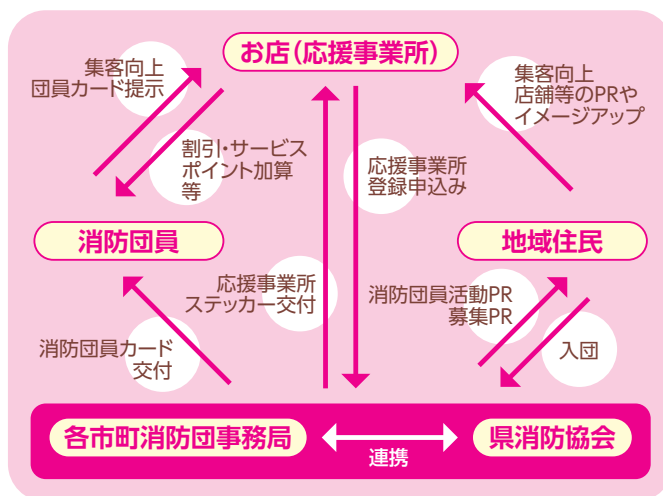 お店（応援事業所）
集客向上
団員カード提示
集客向上
店舗等のPRや
イメージアップ
割引・サービス
ポイント加算
等
応援事業所
登録申込み
消防団員
地域住民
応援事業所
ステッカー交付
消防団員活動PR
募集PR
消防団員カード
交付
入団
各市町消防団事務局
連携
県消防協会